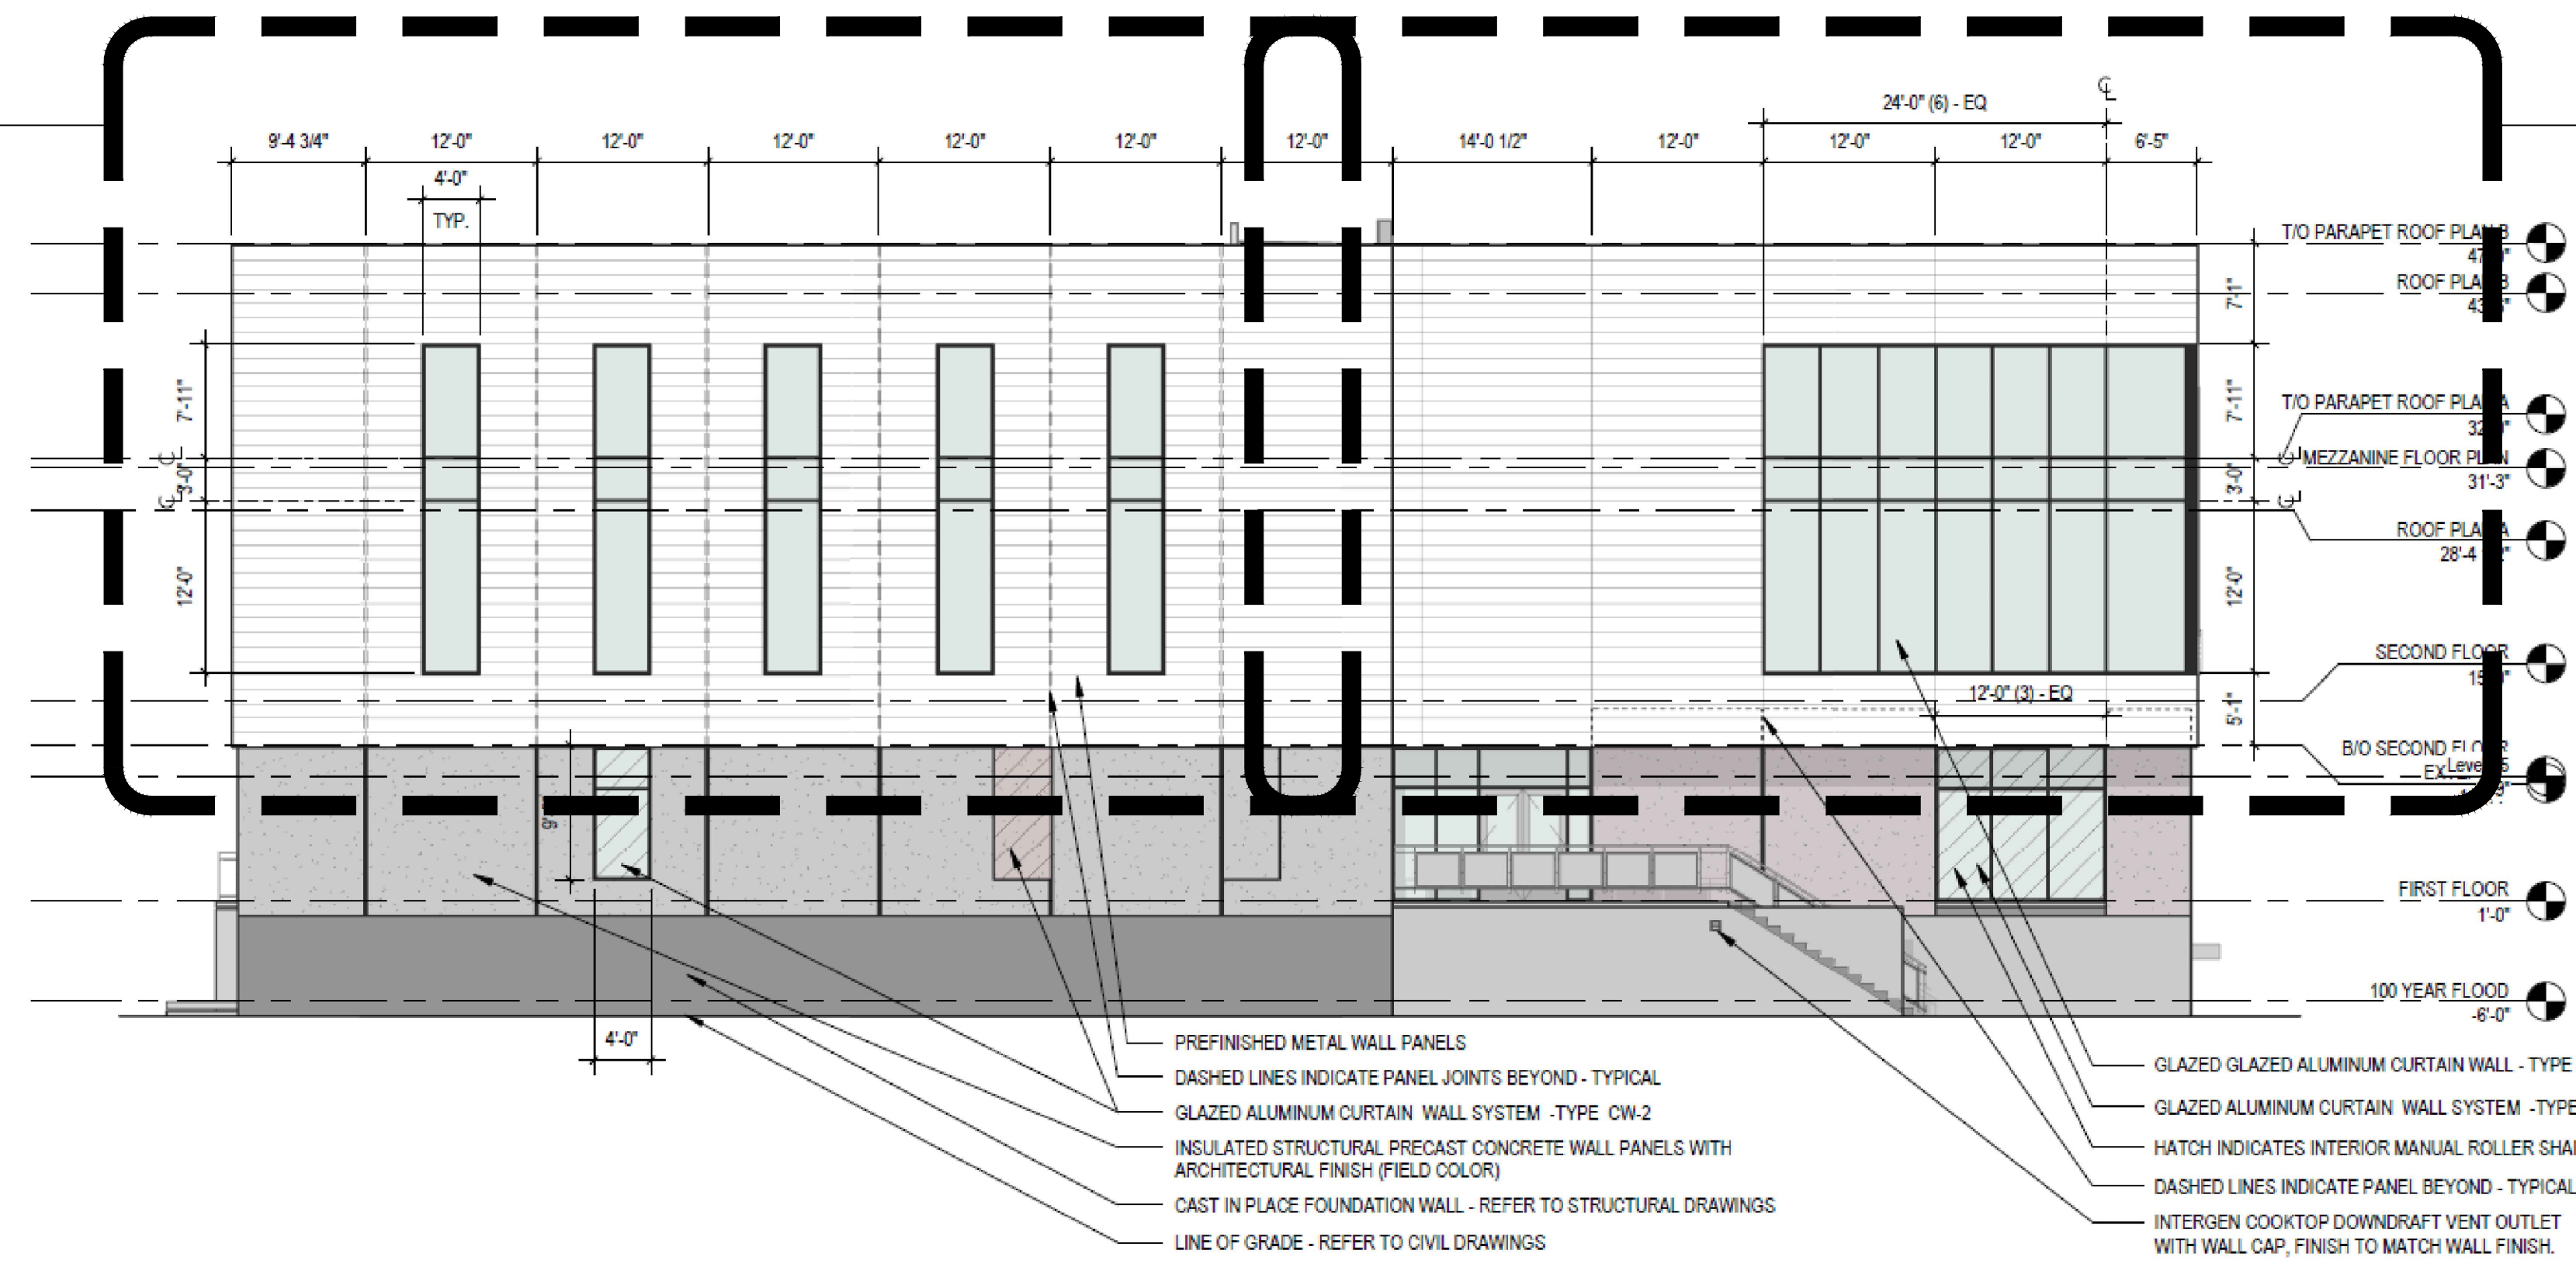 24'-0" (6) - EQ
9'-4 3/4" 12'-0" 12'-0" 12'-0" 12'-0" 12'-0" 12'-0" 14'-0 1/2" 12'-0" 12'-0" 12'-0" 6'-5"
4'-0"
TYP.
T/O PARAPET ROOF PLAN B
ROOF PLAN B
7'-1"
7'-11"
7'-11"
T/O PARAPET ROOF PLAN A
MEZZANINE FLOOR PLAN
31'-3"
3'-0"
3'-0"
ROOF PLAN A
28'-4
12'-0"
12'-0"
SECOND FLOOR
12'-0" (3) - EQ
5'-1"
B/O SECOND FLOOR
FIRST FLOOR
1'-0"
100 YEAR FLOOD
-6'-0"
4'-0"
PREFINISHED METAL WALL PANELS
DASHED LINES INDICATE PANEL JOINTS BEYOND - TYPICAL
GLAZED ALUMINUM CURTAIN WALL SYSTEM -TYPE CW-2
INSULATED STRUCTURAL PRECAST CONCRETE WALL PANELS WITH
ARCHITECTURAL FINISH (FIELD COLOR)
CAST IN PLACE FOUNDATION WALL - REFER TO STRUCTURAL DRAWINGS
LINE OF GRADE - REFER TO CIVIL DRAWINGS
GLAZED GLAZED ALUMINUM CURTAIN WALL - TYPE
GLAZED ALUMINUM CURTAIN WALL SYSTEM -TYPE
HATCH INDICATES INTERIOR MANUAL ROLLER SHA
DASHED LINES INDICATE PANEL BEYOND - TYPICAL
INTERGEN COOKTOP DOWNDRAFT VENT OUTLET
WITH WALL CAP, FINISH TO MATCH WALL FINISH.